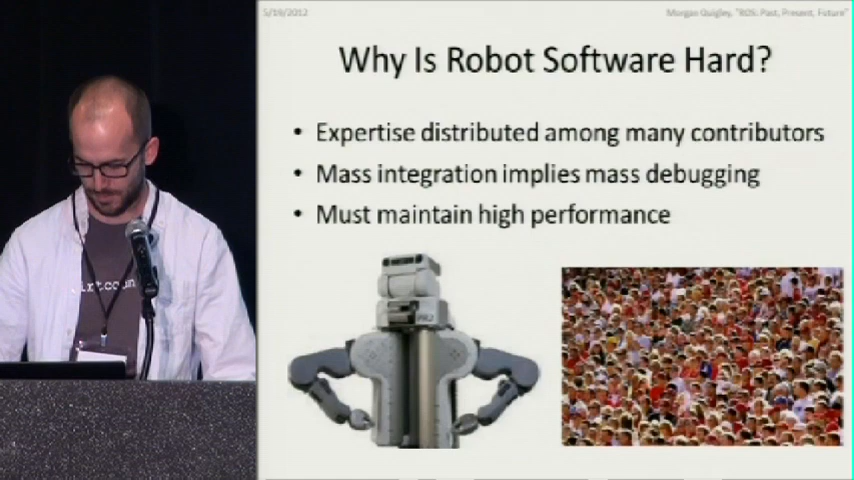 5/19/2012
Morgan Quigley, "ROS: Past, Present, Future"
Why Is Robot Software Hard?
• Expertise distributed among many contributors
• Mass integration implies mass debugging
• Must maintain high performance
PR2